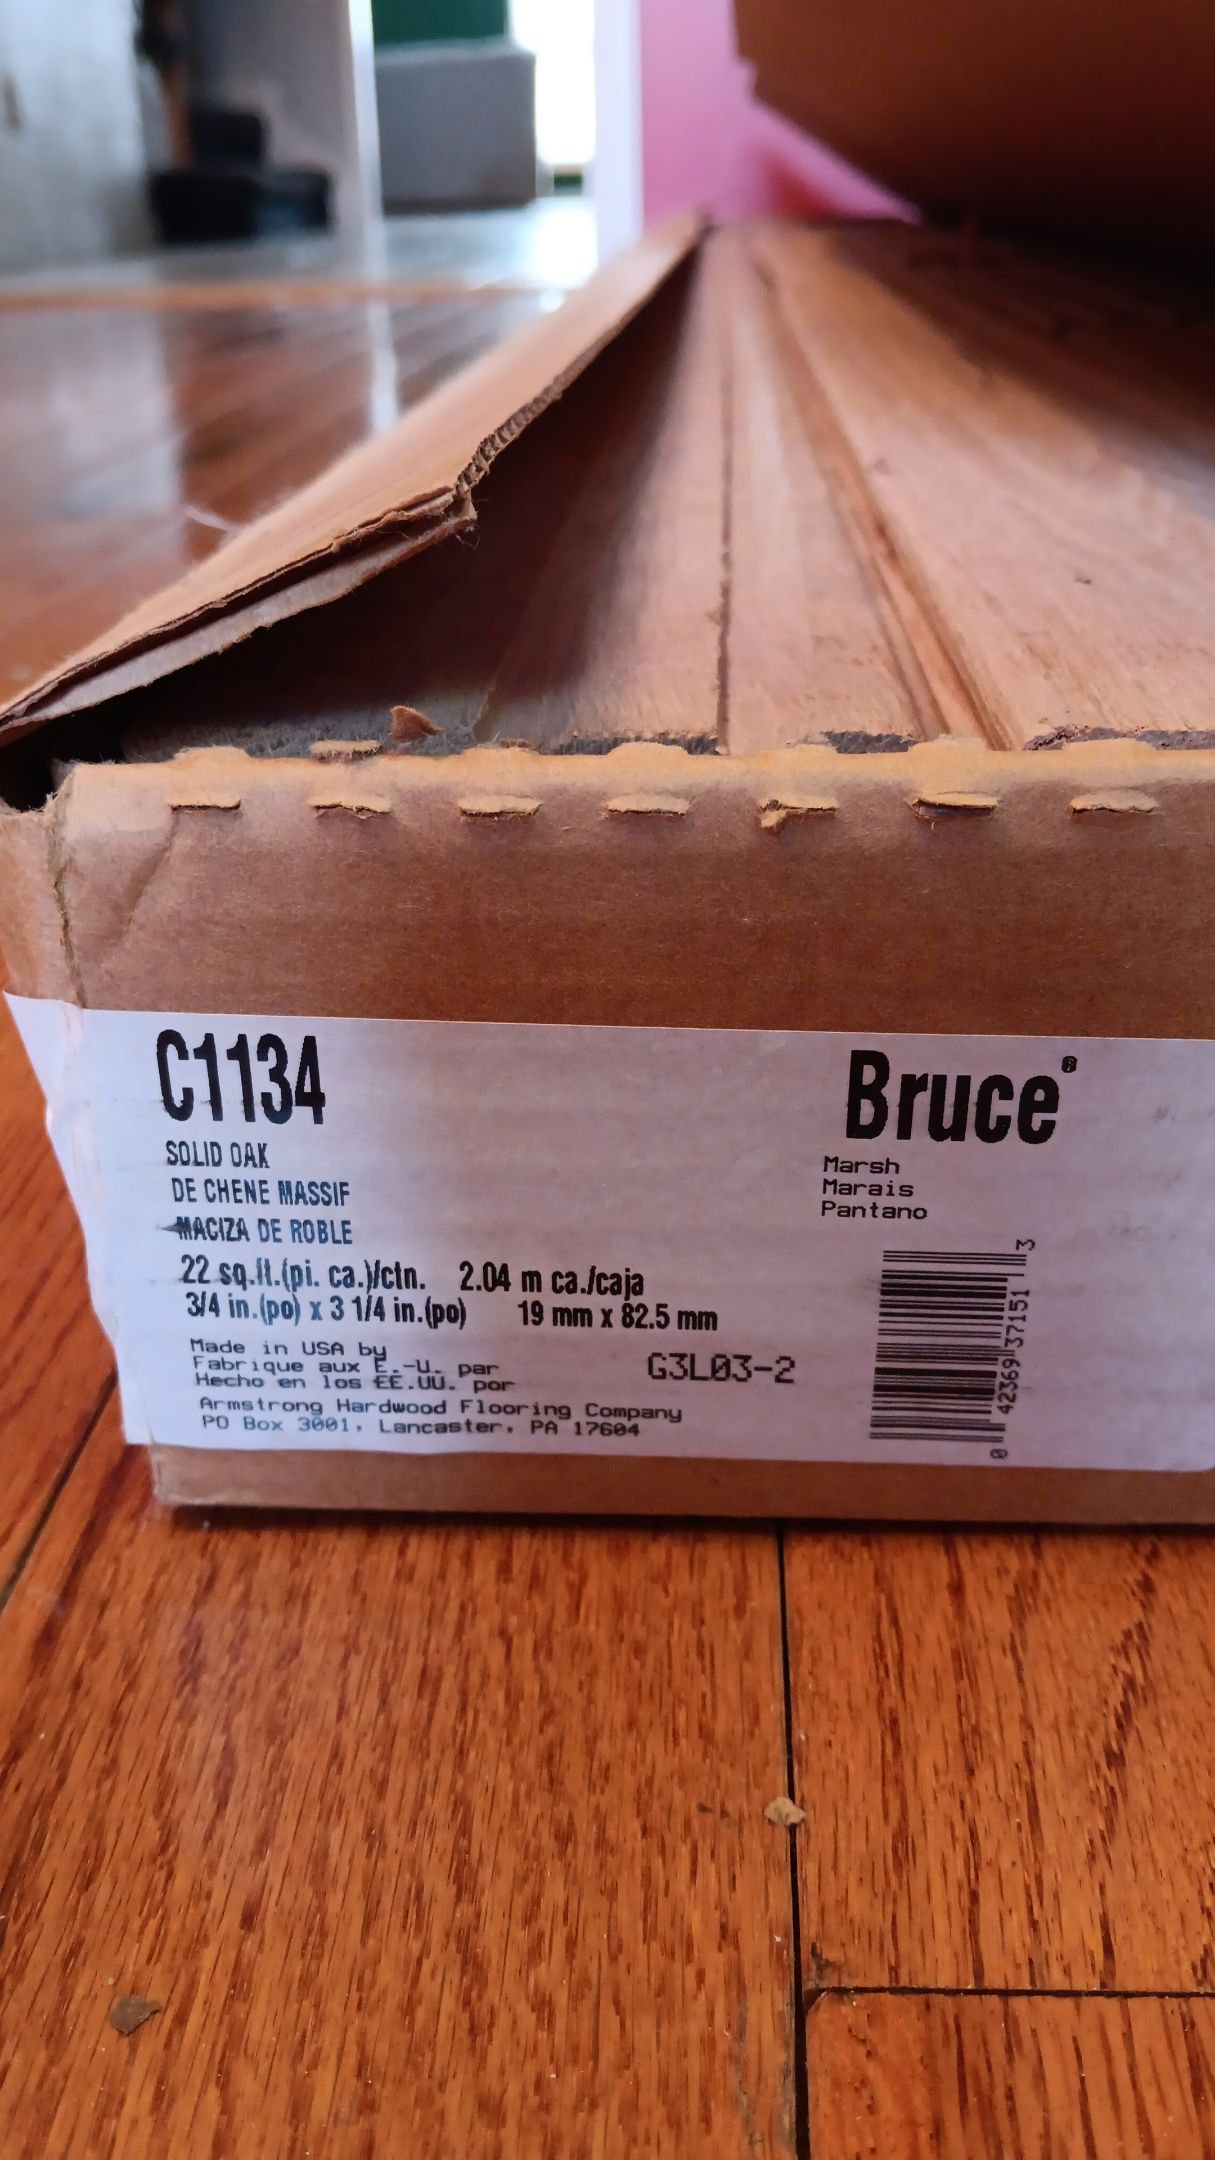 C1134
SOLID OAK
DE CHENE MASSIF
MACIZA DE ROBLE
22 sq.ft.(pi. ca.)/ctn. 2.04 m ca./caja
3/4 in.(po) x 3 1/4 in.(po) 19 mm x 82.5 mm
Made in USA by
Fabrique aux E.-U. par
Hecho en los EE.UU. por
Armstrong Hardwood Flooring Company
PO Box 3001, Lancaster, PA 17604
G3L03-2
Bruce®
Marsh
Marais
Pantano
0 42369 37151 3